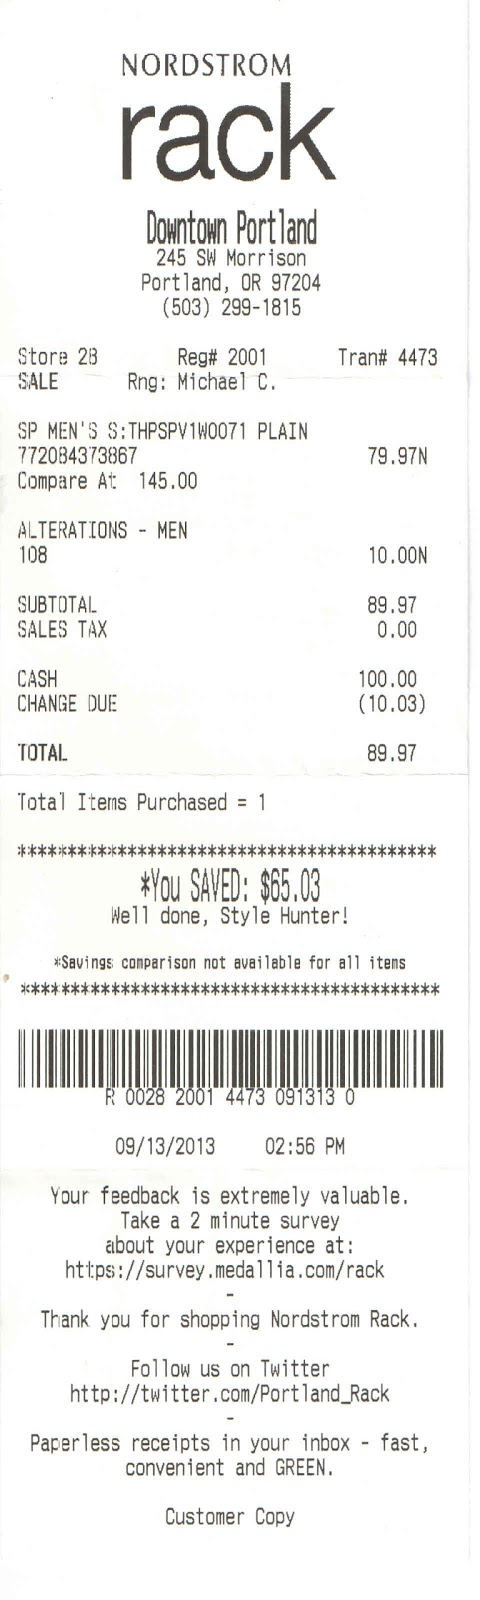 NORDSTROM
rack
Downtown Portland
245 SW Morrison
Portland, OR 97204
(503) 299-1815
Store 28 Reg# 2001 Tran# 4473
SALE Rng: Michael C.
SP MEN'S S:THPSPV1W0071 PLAIN
772084373867 79.97N
Compare At 145.00
ALTERATIONS - MEN
108 10.00N
SUBTOTAL 89.97
SALES TAX 0.00
CASH 100.00
CHANGE DUE (10.03)
TOTAL 89.97
Total Items Purchased = 1
******************************************
*You SAVED: $65.03
Well done, Style Hunter!
*Savings comparison not available for all items
******************************************
R 0028 2001 4473 091313 0
09/13/2013 02:56 PM
Your feedback is extremely valuable.
Take a 2 minute survey
about your experience at:
https://survey.medallia.com/rack
-
Thank you for shopping Nordstrom Rack.
-
Follow us on Twitter
http://twitter.com/Portland_Rack
-
Paperless receipts in your inbox - fast,
convenient and GREEN.
Customer Copy